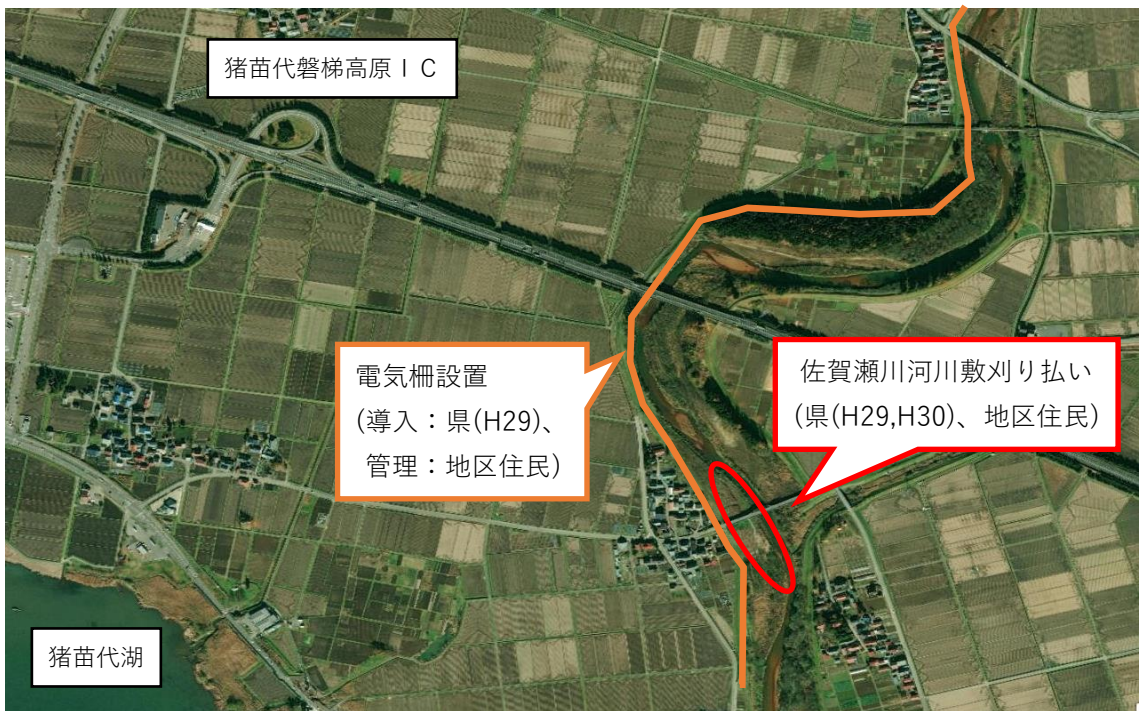 猪苗代磐梯高原ＩＣ
電気柵設置
(導入：県(H29)、
管理：地区住民)
佐賀瀬川河川敷刈り払い
(県(H29,H30)、地区住民)
猪苗代湖